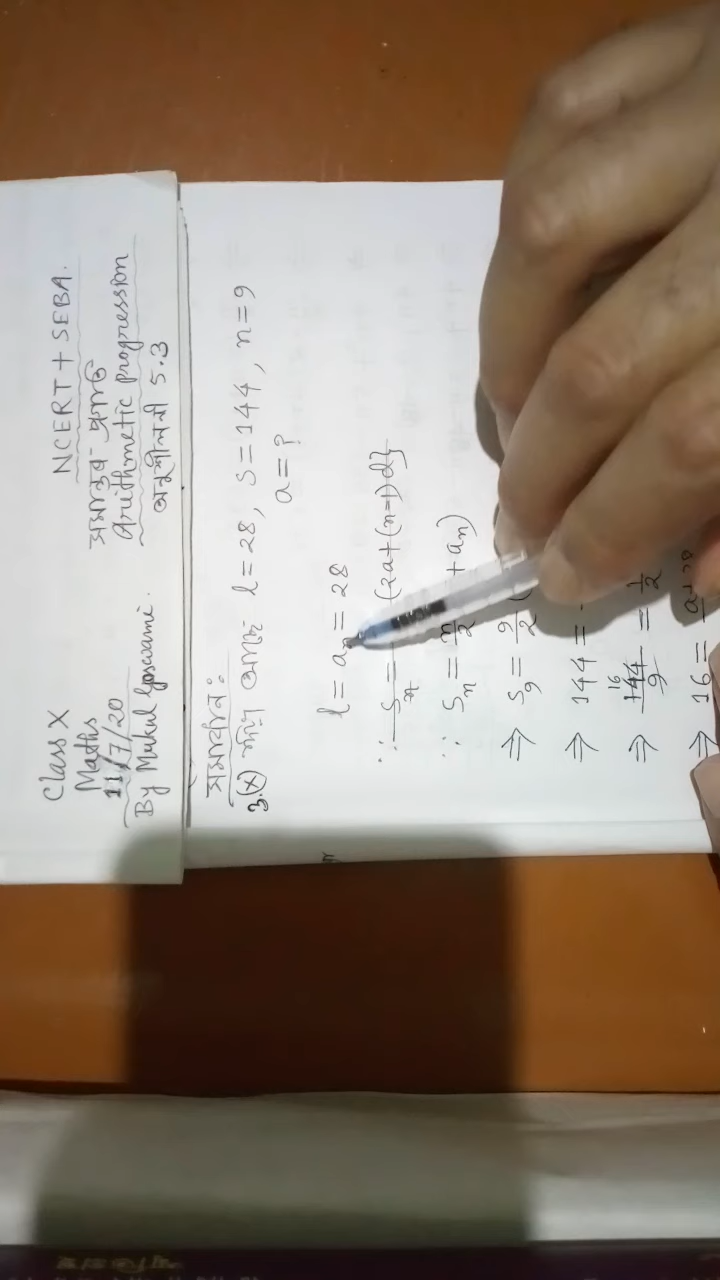 Class X
Maths
11/7/20
By Mukul Goswami.
NCERT + SEBA.
সমান্তৰ প্ৰগতি
Arithmetic progression
অনুশীলনী 5.3
সমাধান:
3.(x) দিয়া আছে l = 28, S = 144, n = 9
a = ?
l = aₙ = 28
∴ Sₙ = {2a+(n-1)d}
∴ Sₙ = n/2 + aₙ)
⇒ S₉ = 9/2 (
⇒ 144 =
⇒ 16 144/9 = 1/2
⇒ 16 =